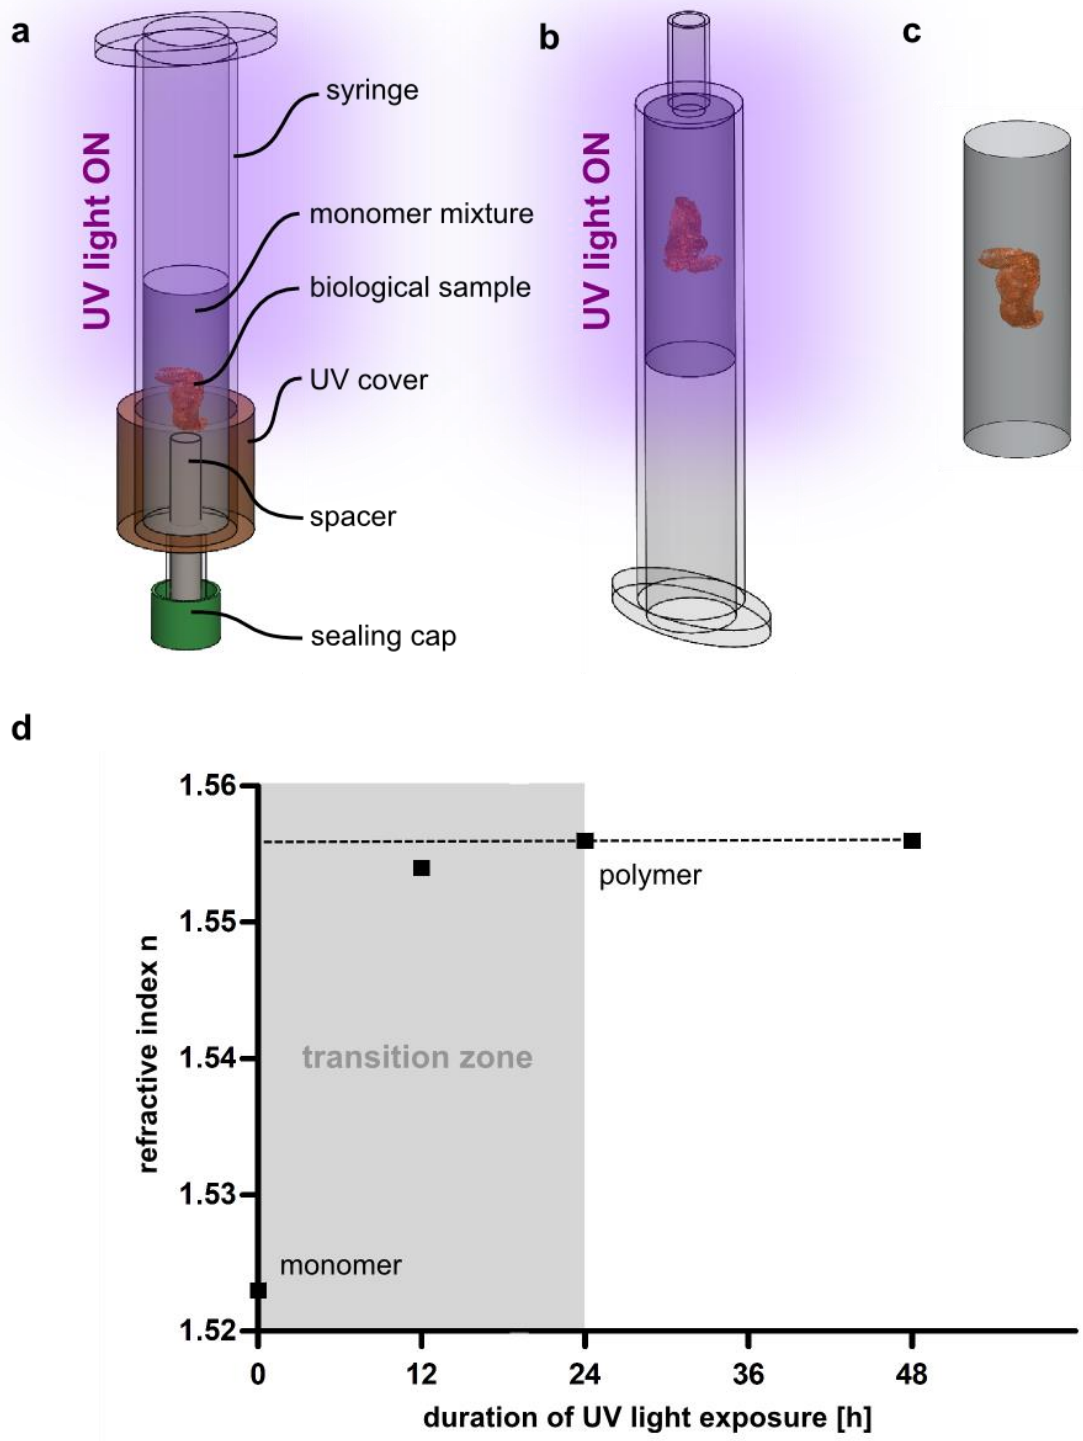 a
b
c
UV light ON
syringe
monomer mixture
biological sample
UV cover
spacer
sealing cap
UV light ON
d
1.56
1.55
1.54
1.53
1.52
refractive index n
polymer
transition zone
monomer
0 12 24 36 48
duration of UV light exposure [h]